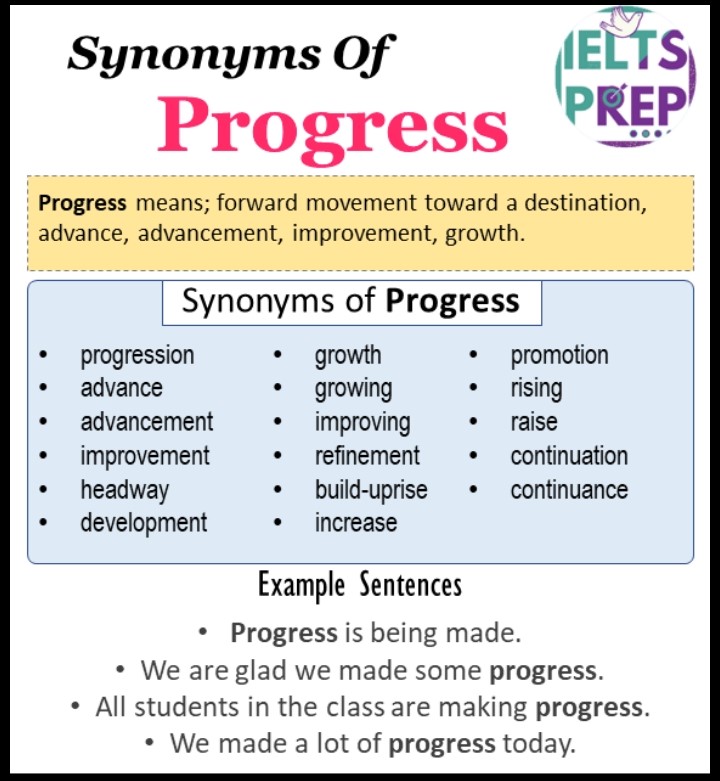 Synonyms Of
Progress
IELTS
PREP
Progress means; forward movement toward a destination,
advance, advancement, improvement, growth.
Synonyms of Progress
• progression
• advance
• advancement
• improvement
• headway
• development
• growth
• growing
• improving
• refinement
• build-uprise
• increase
• promotion
• rising
• raise
• continuation
• continuance
Example Sentences
• Progress is being made.
• We are glad we made some progress.
• All students in the class are making progress.
• We made a lot of progress today.